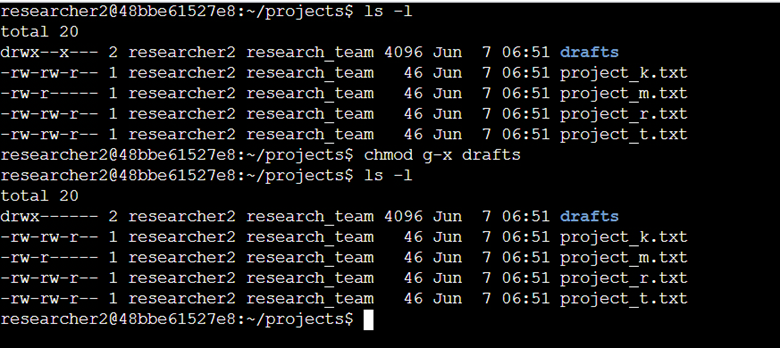 researcher2@48bbe61527e8:~/projects$ ls -l
total 20
drwx--x--- 2 researcher2 research_team 4096 Jun  7 06:51 drafts
-rw-rw-r-- 1 researcher2 research_team   46 Jun  7 06:51 project_k.txt
-rw-r----- 1 researcher2 research_team   46 Jun  7 06:51 project_m.txt
-rw-rw-r-- 1 researcher2 research_team   46 Jun  7 06:51 project_r.txt
-rw-rw-r-- 1 researcher2 research_team   46 Jun  7 06:51 project_t.txt
researcher2@48bbe61527e8:~/projects$ chmod g-x drafts
researcher2@48bbe61527e8:~/projects$ ls -l
total 20
drwx------ 2 researcher2 research_team 4096 Jun  7 06:51 drafts
-rw-rw-r-- 1 researcher2 research_team   46 Jun  7 06:51 project_k.txt
-rw-r----- 1 researcher2 research_team   46 Jun  7 06:51 project_m.txt
-rw-rw-r-- 1 researcher2 research_team   46 Jun  7 06:51 project_r.txt
-rw-rw-r-- 1 researcher2 research_team   46 Jun  7 06:51 project_t.txt
researcher2@48bbe61527e8:~/projects$